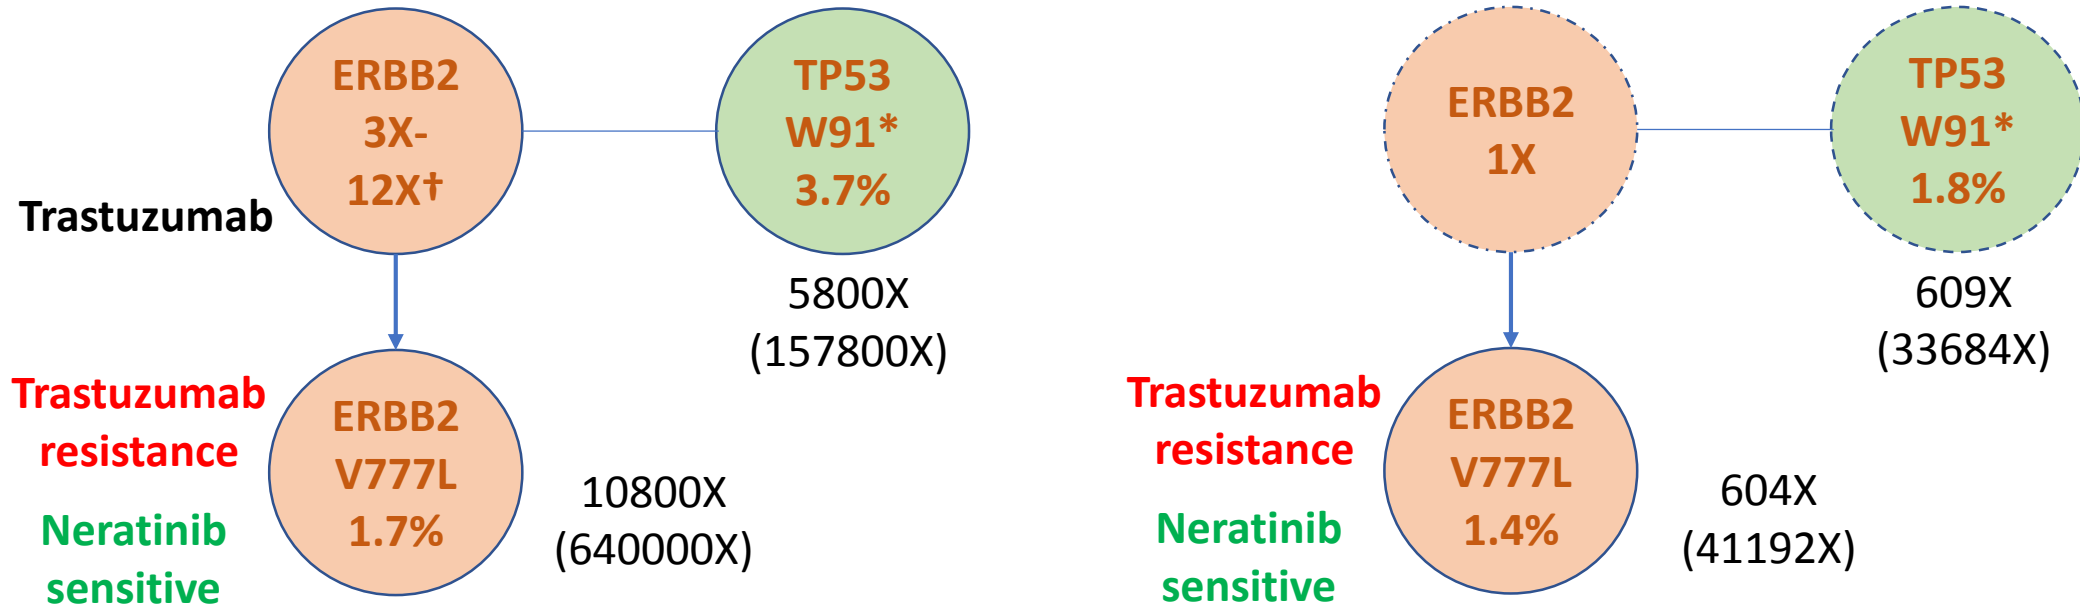 ERBB2
3X-
12X†
TP53
W91*
3.7%
Trastuzumab
5800X
(157800X)
Trastuzumab
resistance
Neratinib
sensitive
ERBB2
V777L
1.7%
10800X
(640000X)
ERBB2
1X
TP53
W91*
1.8%
609X
(33684X)
Trastuzumab
resistance
Neratinib
sensitive
ERBB2
V777L
1.4%
604X
(41192X)